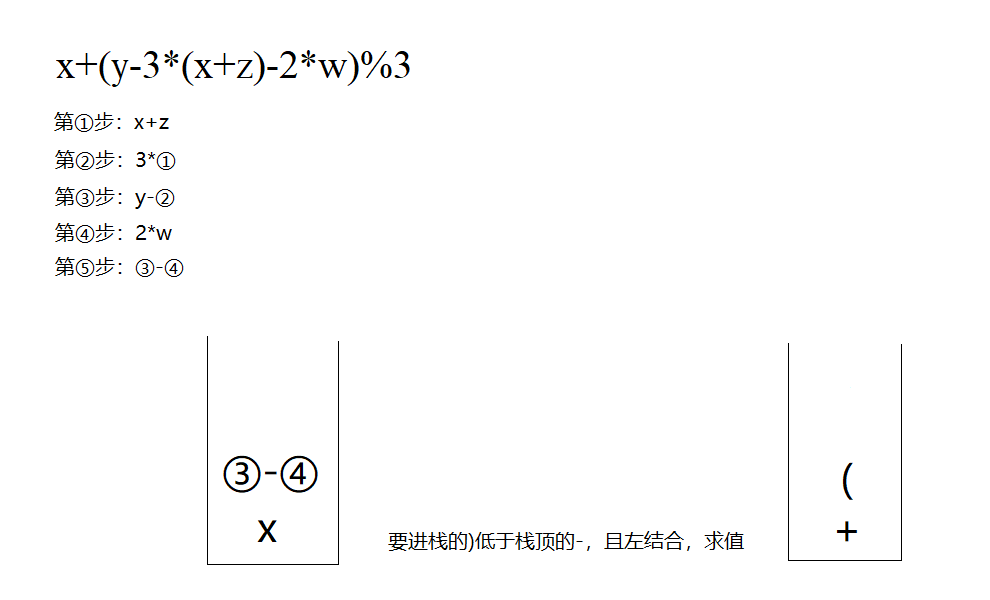 x+(y-3*(x+z)-2*w)%3
第①步：x+z
第②步：3*①
第③步：y-②
第④步：2*w
第⑤步：③-④
③-④
(
x
+
要进栈的)低于栈顶的-，且左结合，求值